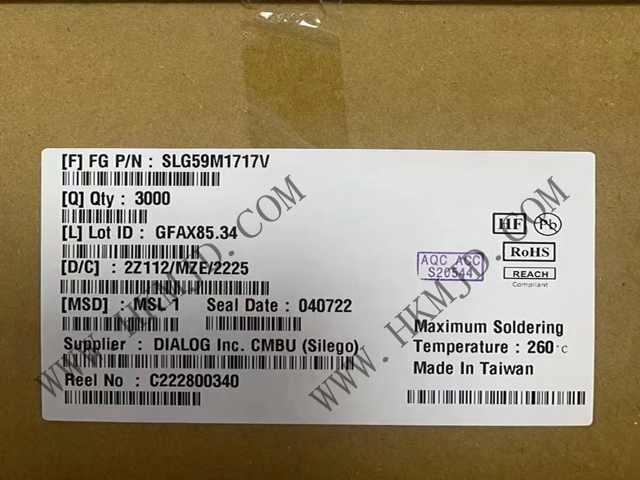 [F] FG P/N : SLG59M1717V
[Q] Qty : 3000
[L] Lot ID : GFAX85.34
[D/C] : 2Z112/MZE/2225
[MSD] : MSL 1 Seal Date : 040722
Supplier : DIALOG Inc. CMBU (Silego)
Reel No : C222800340
HF Pb
RoHS
REACH
Compliant
AQC ACC
S20544
Maximum Soldering
Temperature : 260°C
Made In Taiwan
WWW.HKMJD.COM
WWW.HKMJD.COM